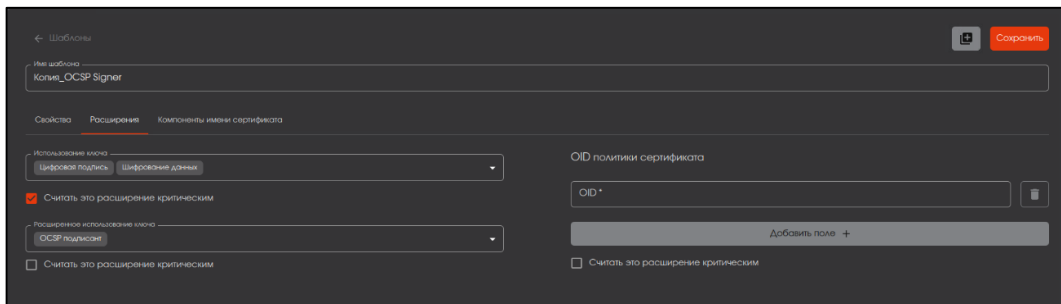 ← Шаблоны
Сохранить
Имя шаблона
Копия_OCSP Signer
Свойства Расширения Компоненты имени сертификата
Использование ключа
Цифровая подпись Шифрование данных
Считать это расширение критическим
Расширенное использование ключа
OCSP подписант
Считать это расширение критическим
OID политики сертификата
OID *
Добавить поле +
Считать это расширение критическим